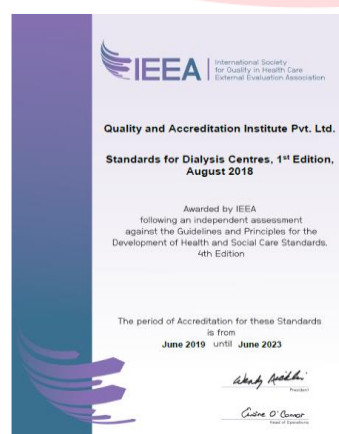 IEEA
International Society
for Quality in Health Care
External Evaluation Association
Quality and Accreditation Institute Pvt. Ltd.
Standards for Dialysis Centres, 1st Edition,
August 2018
Awarded by IEEA
following an independent assessment
against the Guidelines and Principles for the
Development of Health and Social Care Standards,
4th Edition
The period of Accreditation for these Standards
is from
June 2019 until June 2023
Wendy
President
O'Connor
Head of Operations